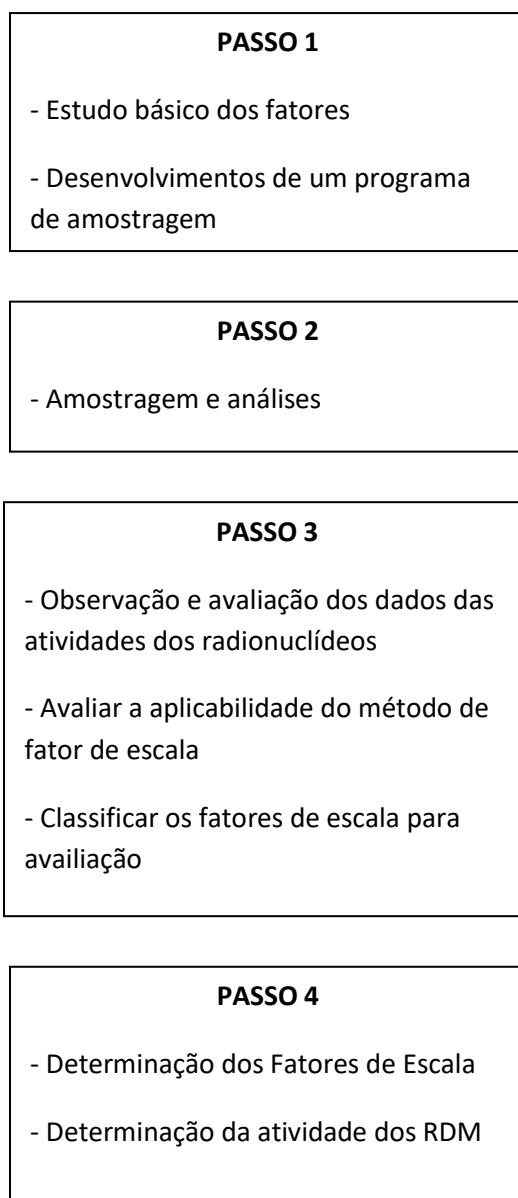 PASSO 1
- Estudo básico dos fatores
- Desenvolvimentos de um programa
de amostragem
PASSO 2
- Amostragem e análises
PASSO 3
- Observação e avaliação dos dados das
atividades dos radionuclídeos
- Avaliar a aplicabilidade do método de
fator de escala
- Classificar os fatores de escala para
availiação
PASSO 4
- Determinação dos Fatores de Escala
- Determinação da atividade dos RDM